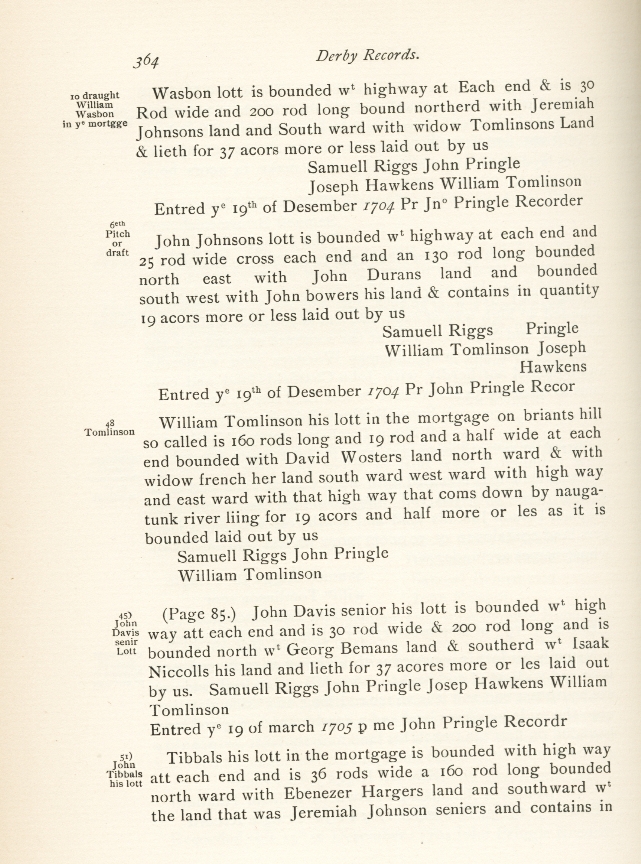 364 Derby Records.
10 draught
William
Wasbon
in yᵉ mortgge
Wasbon lott is bounded wᵗ highway at Each end & is 30
Rod wide and 200 rod long bound northerd with Jeremiah
Johnsons land and South ward with widow Tomlinsons Land
& lieth for 37 acors more or less laid out by us
Samuell Riggs John Pringle
Joseph Hawkens William Tomlinson
Entred yᵉ 19ᵗʰ of Desember 1704 Pr Jnᵒ Pringle Recorder
6ᵉᵗʰ
Pitch
or
draft
John Johnsons lott is bounded wᵗ highway at each end and
25 rod wide cross each end and an 130 rod long bounded
north east with John Durans land and bounded
south west with John bowers his land & contains in quantity
19 acors more or less laid out by us
Samuell Riggs Pringle
William Tomlinson Joseph
Hawkens
Entred yᵉ 19ᵗʰ of Desember 1704 Pr John Pringle Recor
48
Tomlinson
William Tomlinson his lott in the mortgage on briants hill
so called is 160 rods long and 19 rod and a half wide at each
end bounded with David Wosters land north ward & with
widow french her land south ward west ward with high way
and east ward with that high way that coms down by nauga-
tunk river liing for 19 acors and half more or les as it is
bounded laid out by us
Samuell Riggs John Pringle
William Tomlinson
45)
John
Davis
senir
Lott
(Page 85.) John Davis senior his lott is bounded wᵗ high
way att each end and is 30 rod wide & 200 rod long and is
bounded north wᵗ Georg Bemans land & southerd wᵗ Isaak
Niccolls his land and lieth for 37 acores more or les laid out
by us. Samuell Riggs John Pringle Josep Hawkens William
Tomlinson
Entred yᵉ 19 of march 1705 p me John Pringle Recordr
51)
John
Tibbals
his lott
Tibbals his lott in the mortgage is bounded with high way
att each end and is 36 rods wide a 160 rod long bounded
north ward with Ebenezer Hargers land and southward wᵗ
the land that was Jeremiah Johnson seniers and contains in